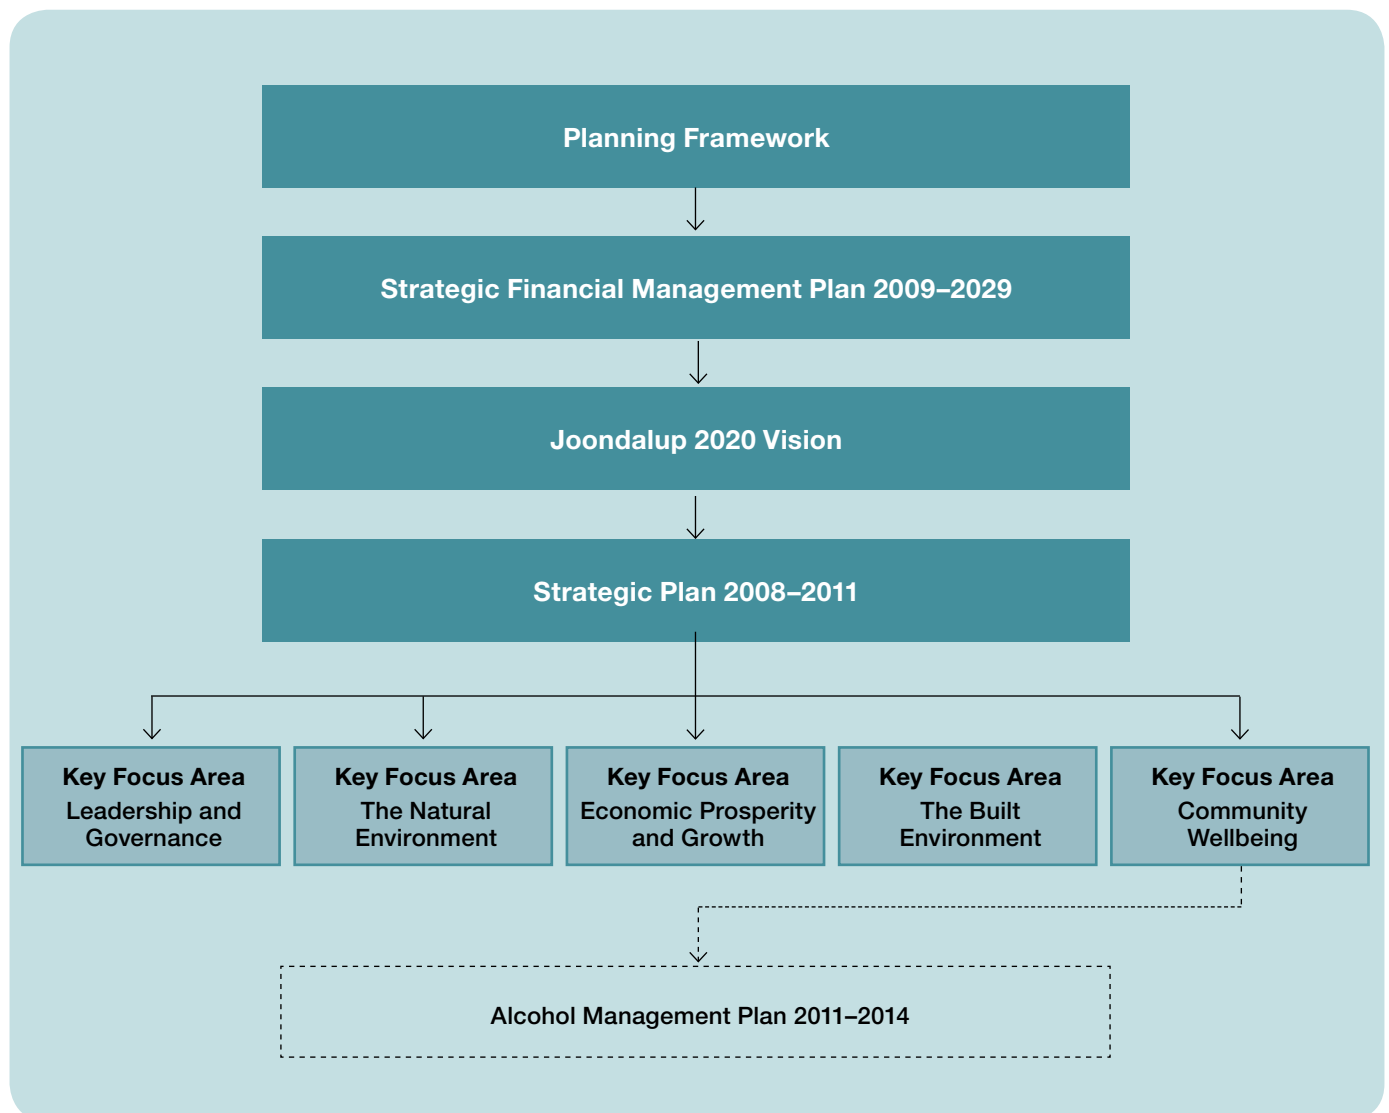 Planning Framework
Strategic Financial Management Plan 2009–2029
Joondalup 2020 Vision
Strategic Plan 2008–2011
Key Focus Area
Leadership and
Governance
Key Focus Area
The Natural
Environment
Key Focus Area
Economic Prosperity
and Growth
Key Focus Area
The Built
Environment
Key Focus Area
Community
Wellbeing
Alcohol Management Plan 2011–2014